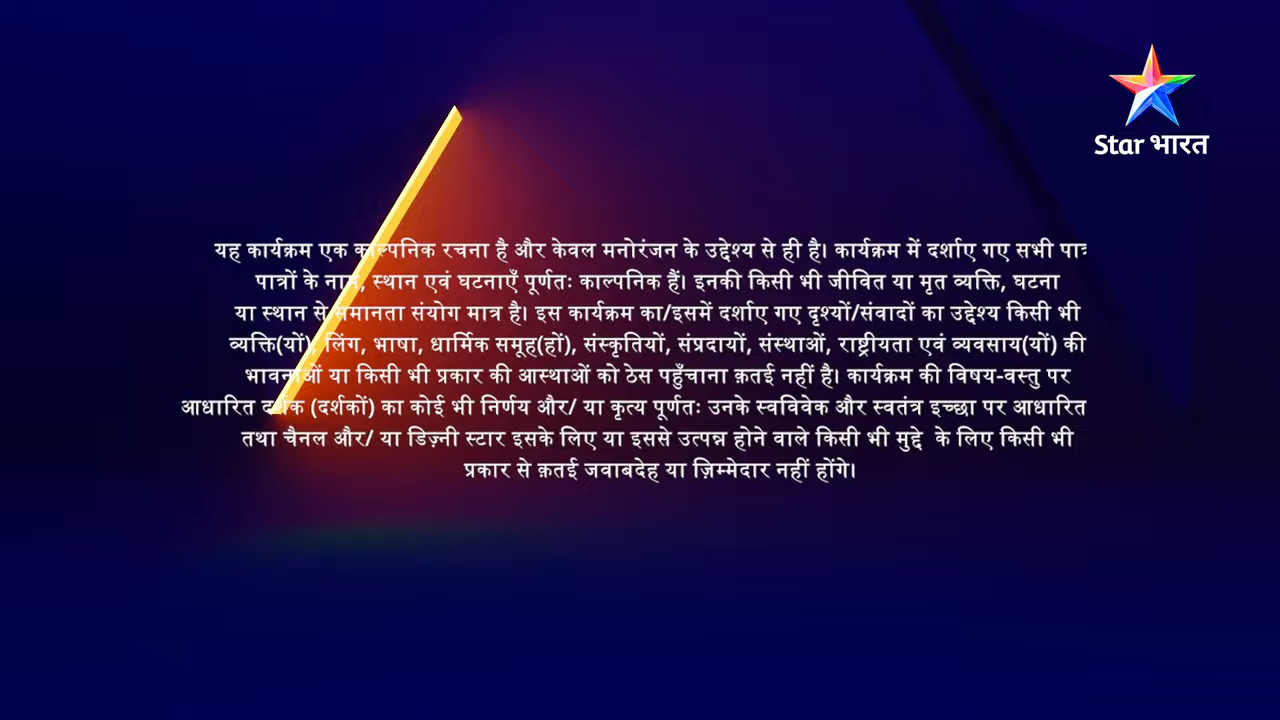 Star भारत
यह कार्यक्रम एक काल्पनिक रचना है और केवल मनोरंजन के उद्देश्य से ही है। कार्यक्रम में दर्शाए गए सभी
पात्रों के नाम, स्थान एवं घटनाएँ पूर्णतः काल्पनिक हैं। इनकी किसी भी जीवित या मृत व्यक्ति, घटना
या स्थान से समानता संयोग मात्र है। इस कार्यक्रम का/इसमें दर्शाए गए दृश्यों/संवादों का उद्देश्य किसी भी
व्यक्ति(यों), लिंग, भाषा, धार्मिक समूह(हों), संस्कृतियों, संप्रदायों, संस्थाओं, राष्ट्रीयता एवं व्यवसाय(यों) की
भावनाओं या किसी भी प्रकार की आस्थाओं को ठेस पहुँचाना क़तई नहीं है। कार्यक्रम की विषय-वस्तु पर
आधारित दर्शक (दर्शकों) का कोई भी निर्णय और/ या कृत्य पूर्णतः उनके स्वविवेक और स्वतंत्र इच्छा पर आधारित
तथा चैनल और/ या डिज़्नी स्टार इसके लिए या इससे उत्पन्न होने वाले किसी भी मुद्दे के लिए किसी भी
प्रकार से क़तई जवाबदेह या ज़िम्मेदार नहीं होंगे।